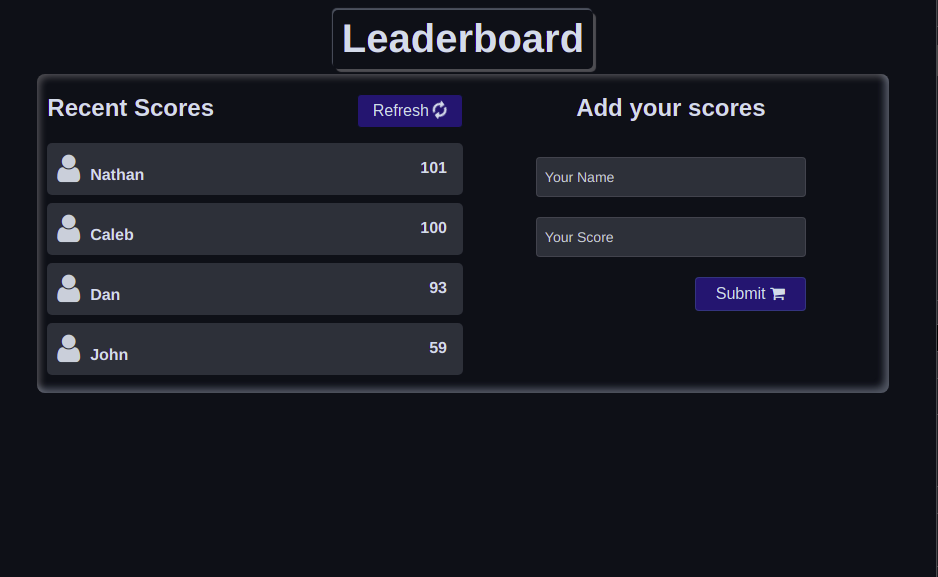 Leaderboard
Recent Scores
Refresh
Nathan 101
Caleb 100
Dan 93
John 59
Add your scores
Your Name
Your Score
Submit